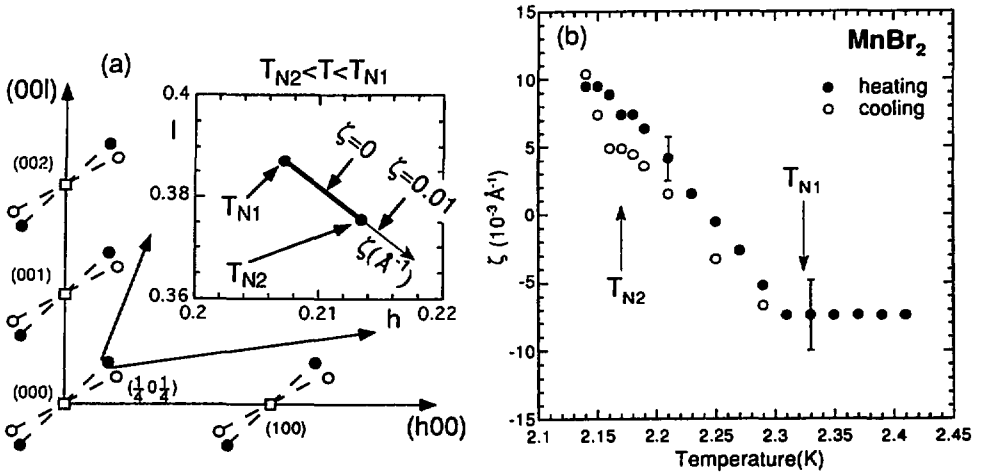 (a)
T_N2<T<T_N1
(00l)
(002)
(001)
(000)
(1/4 0 1/4)
(100)
(h00)
0.4
l
0.38
0.36
0.2
0.21
0.22
h
ζ=0
ζ=0.01
T_N1
T_N2
ζ(Å⁻¹)
(b)
MnBr₂
heating
cooling
T_N1
T_N2
ζ (10⁻³ Å⁻¹)
15
10
5
0
-5
-10
-15
2.1
2.15
2.2
2.25
2.3
2.35
2.4
2.45
Temperature(K)